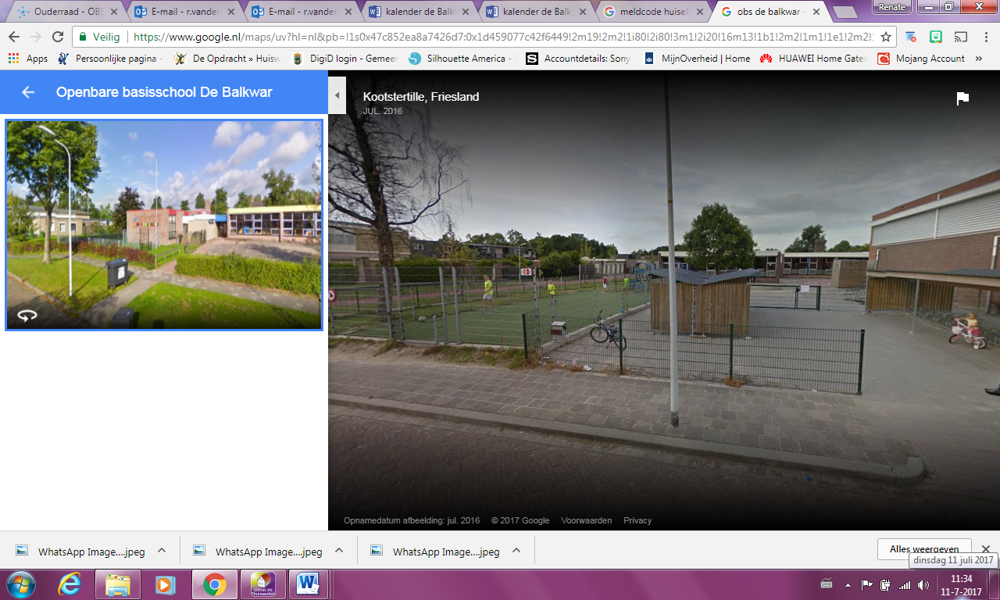 Renate
Ouderraad - OBS
E-mail - r.vander
E-mail - r.vander
kalender de Balk
kalender de Balk
meldcode huisel
obs de balkwar -
Veilig
https://www.google.nl/maps/uv?hl=nl&pb=!1s0x47c852ea8a7426d7:0x1d459077c42f6449!2m19!2m2!1i80!2i80!3m1!2i20!16m13!1b1!2m2!1m1!1e1!2m2!
Apps
Persoonlijke pagina -
De Opdracht » Huisw
DigiD login - Gemeer
Silhouette America -
Accountdetails: Sony
MijnOverheid | Home
HUAWEI Home Gatew
Mojang Account
»
Openbare basisschool De Balkwar
Kootstertille, Friesland
JUL. 2016
Opnamedatum afbeelding: jul. 2016
© 2017 Google
Voorwaarden
Privacy
WhatsApp Image....jpeg
WhatsApp Image....jpeg
WhatsApp Image....jpeg
Alles weergeven
dinsdag 11 juli 2017
11:34
11-7-2017